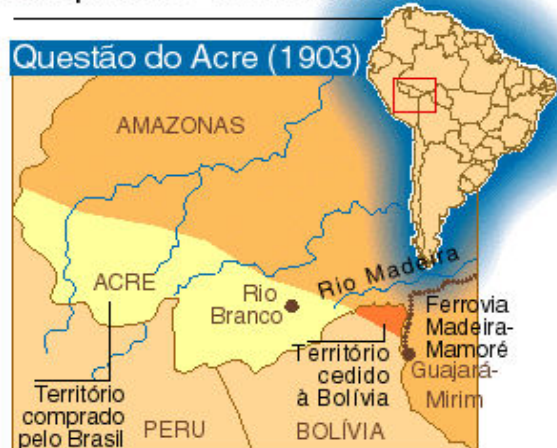 Questão do Acre (1903)
AMAZONAS
ACRE
Rio
Branco
Rio Madeira
Ferrovia
Madeira-
Mamoré
Guajará-
Mirim
Território
cedido
à Bolívia
Território
comprado
pelo Brasil
PERU
BOLÍVIA